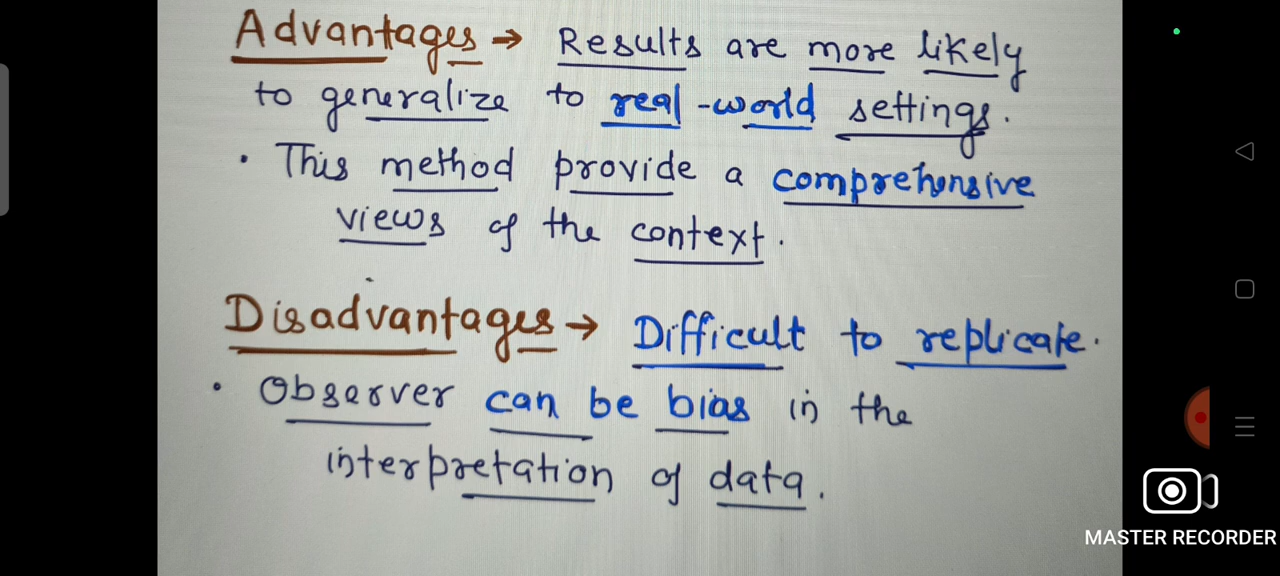 Advantages → Results are more likely
to generalize to real-world settings.
• This method provide a comprehensive
views of the context.
Disadvantages → Difficult to replicate.
• Observer can be bias in the
interpretation of data.
MASTER RECORDER